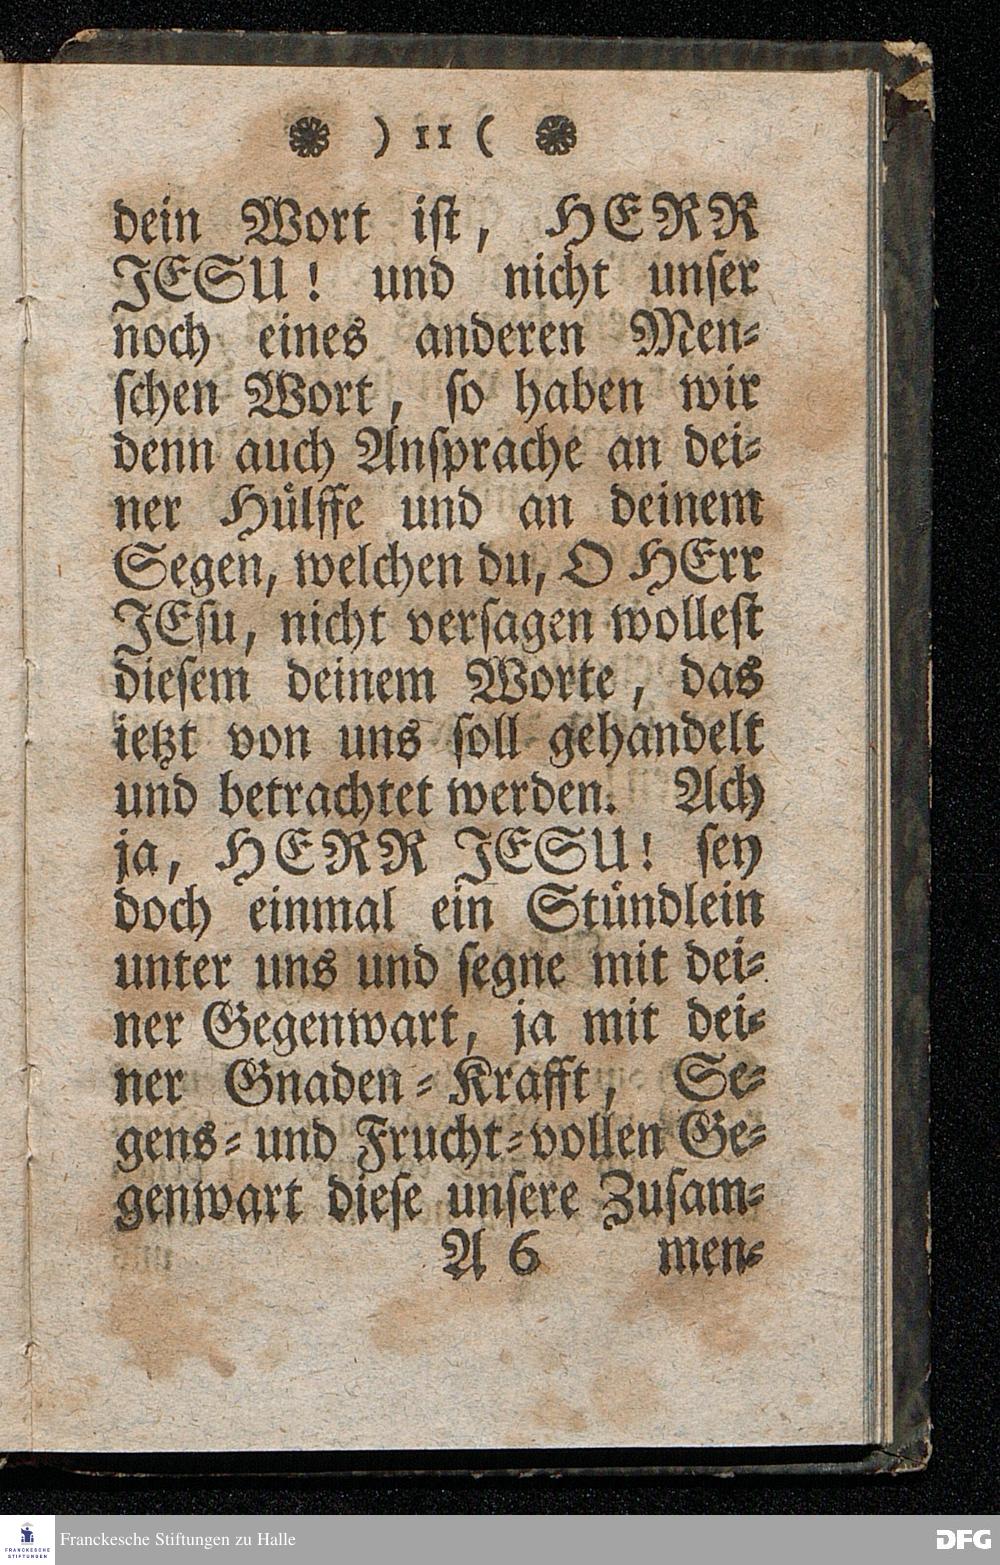 ) 11 (
dein Wort ist, HERR
JESU! und nicht unser
noch eines anderen Men-
schen Wort, so haben wir
denn auch Ansprache an dei-
ner Hülffe und an deinem
Segen, welchen du, O HErr
JEsu, nicht versagen wollest
diesem deinem Worte, das
ietzt von uns soll gehandelt
und betrachtet werden. Ach
ja, HERR JESU! sey
doch einmal ein Stündlein
unter uns und segne mit dei-
ner Gegenwart, ja mit dei-
ner Gnaden-Krafft, Se-
gens- und Frucht-vollen Ge-
genwart diese unsere Zusam-
A 6 men-
FRANCKESCHE
STIFTUNGEN
Franckesche Stiftungen zu Halle
DFG